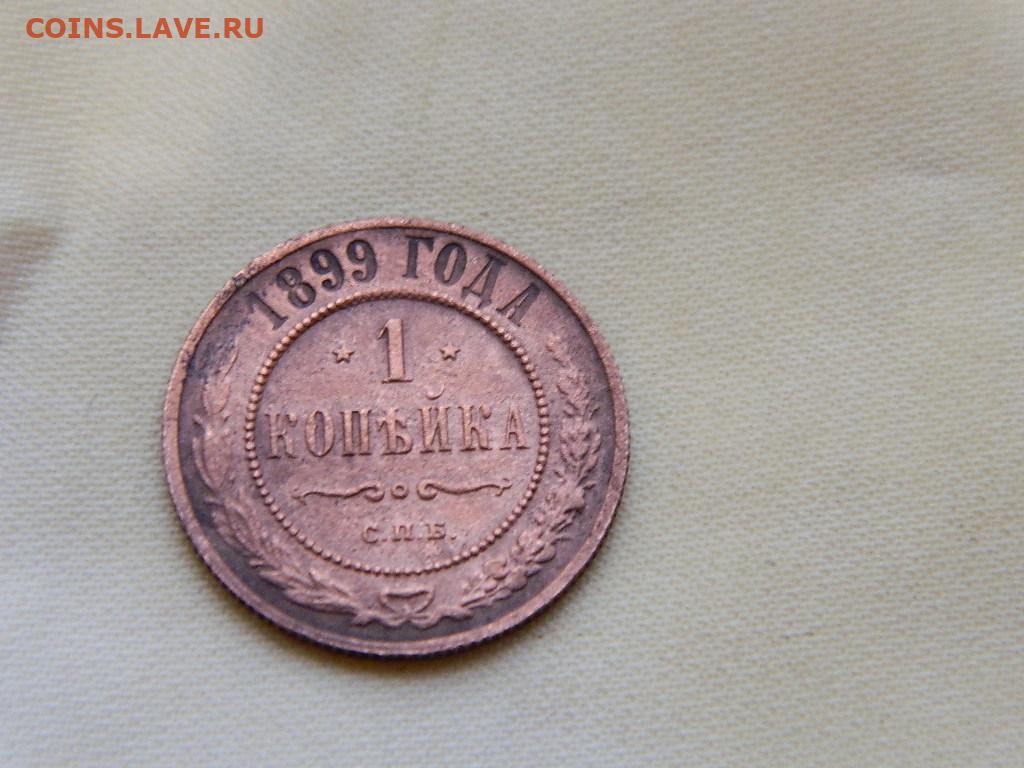 COINS.LAVE.RU
1899 ГОДА
1
КОПѢЙКА
С.П.Б.